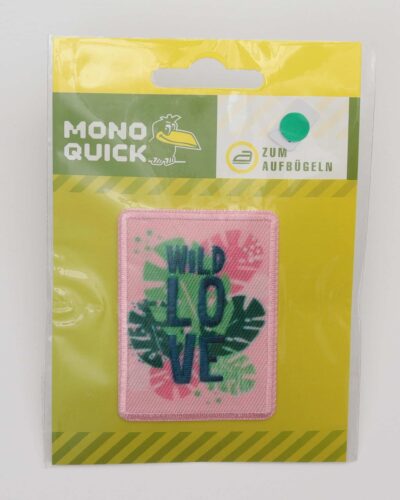 MONO
QUICK
ZUM
AUFBÜGELN
WILD
LO
VE